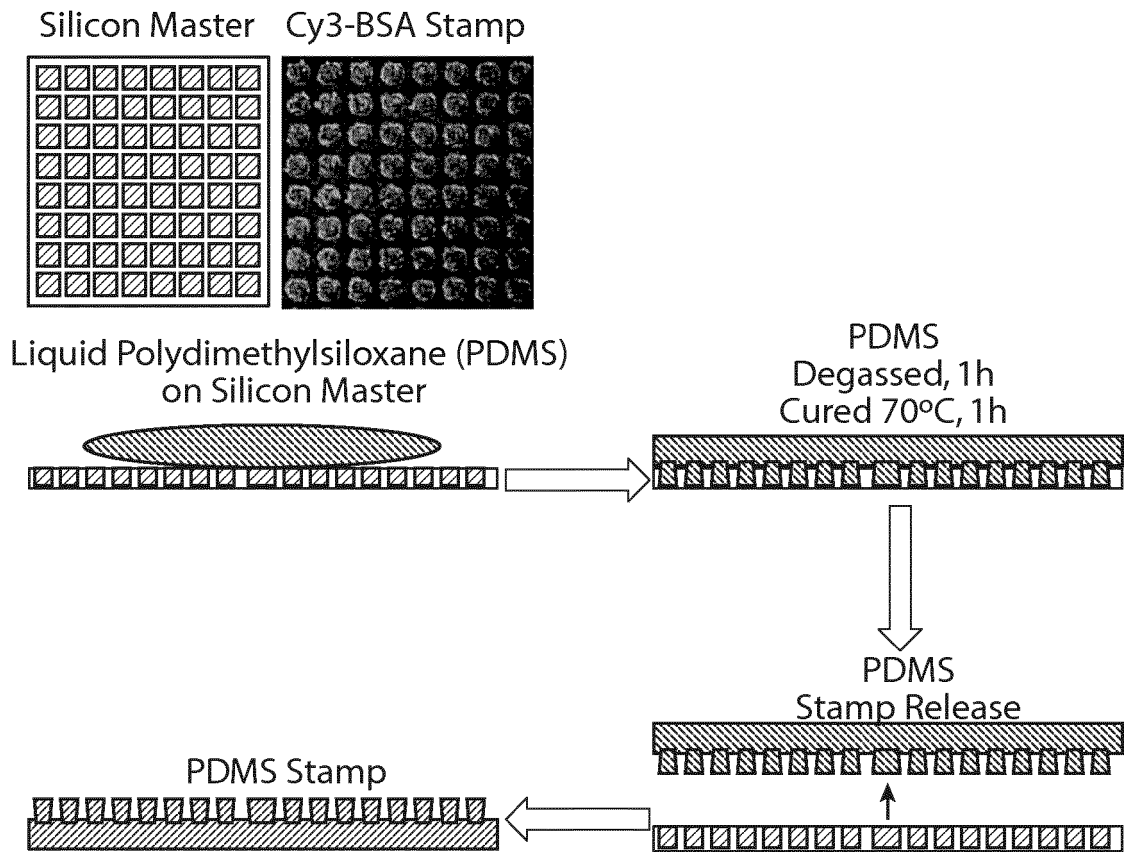 Silicon Master
Cy3-BSA Stamp
Liquid Polydimethylsiloxane (PDMS)
on Silicon Master
PDMS
Degassed, 1h
Cured 70ºC, 1h
PDMS
Stamp Release
PDMS Stamp